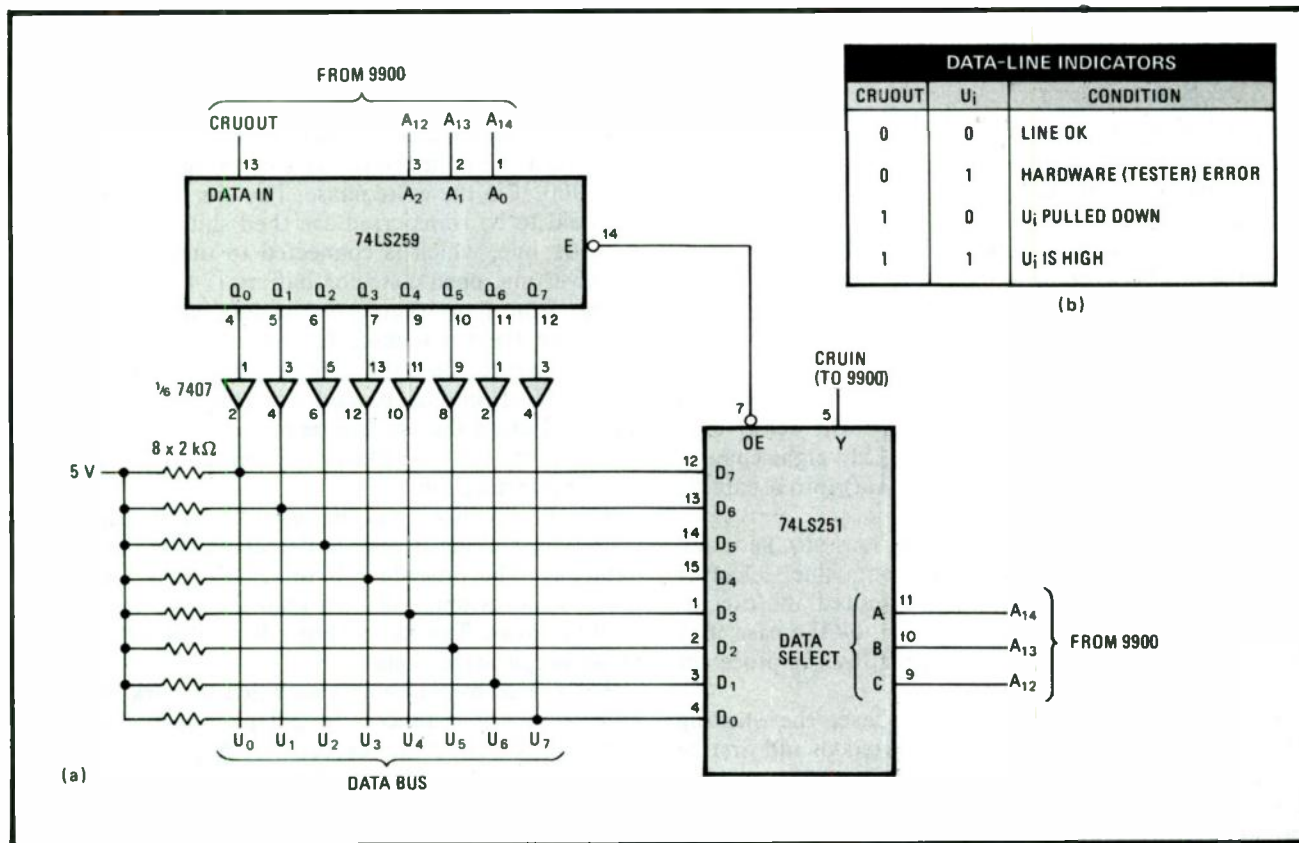 FROM 9900
CRUOUT A12 A13 A14
13 3 2 1
DATA IN A2 A1 A0
74LS259
E 14
Q0 Q1 Q2 Q3 Q4 Q5 Q6 Q7
4 5 6 7 9 10 11 12
1/6 7407
1 3 5 13 11 9 1 3
2 4 6 12 10 8 2 4
8 x 2 kΩ
5 V
U0 U1 U2 U3 U4 U5 U6 U7
DATA BUS
(a)
DATA-LINE INDICATORS
CRUOUT Ui CONDITION
0 0 LINE OK
0 1 HARDWARE (TESTER) ERROR
1 0 Ui PULLED DOWN
1 1 Ui IS HIGH
(b)
CRUIN
(TO 9900)
7 5
OE Y
12 D7
13 D6
14 D5
15 D4
1 D3
2 D2
3 D1
4 D0
74LS251
DATA
SELECT
A 11 A14
B 10 A13
C 9 A12
FROM 9900